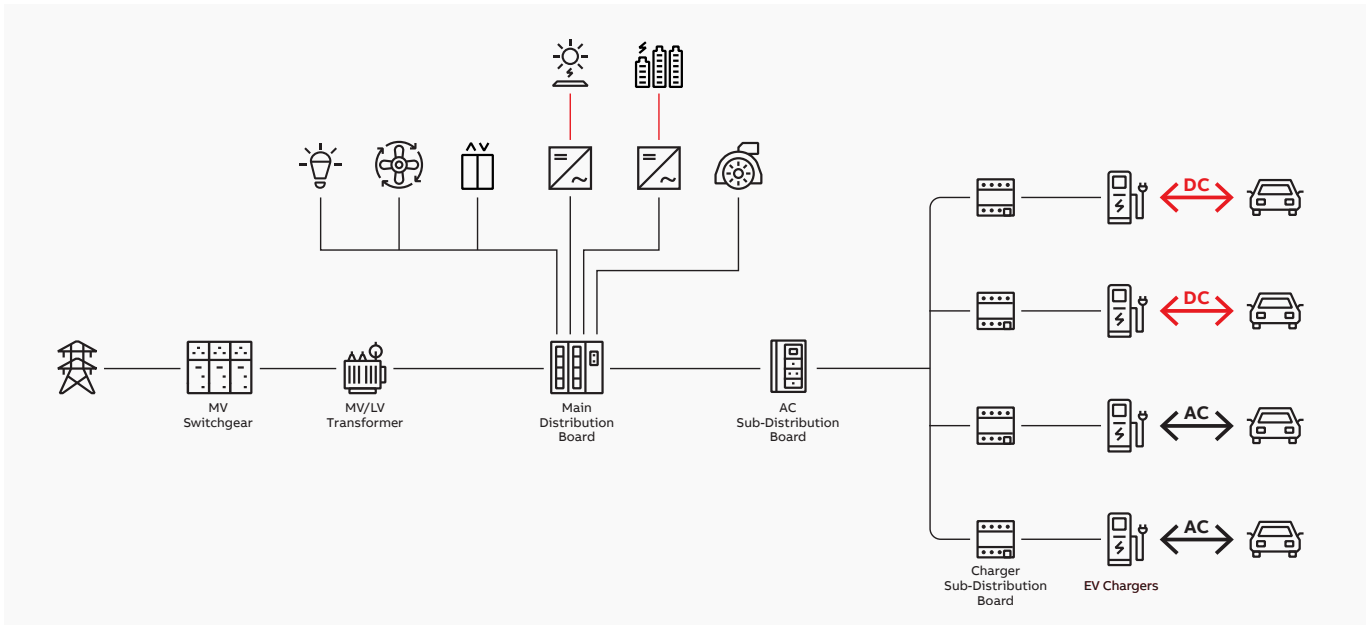 DC
DC
AC
AC
MV
Switchgear
MV/LV
Transformer
Main
Distribution
Board
AC
Sub-Distribution
Board
Charger
Sub-Distribution
Board
EV Chargers